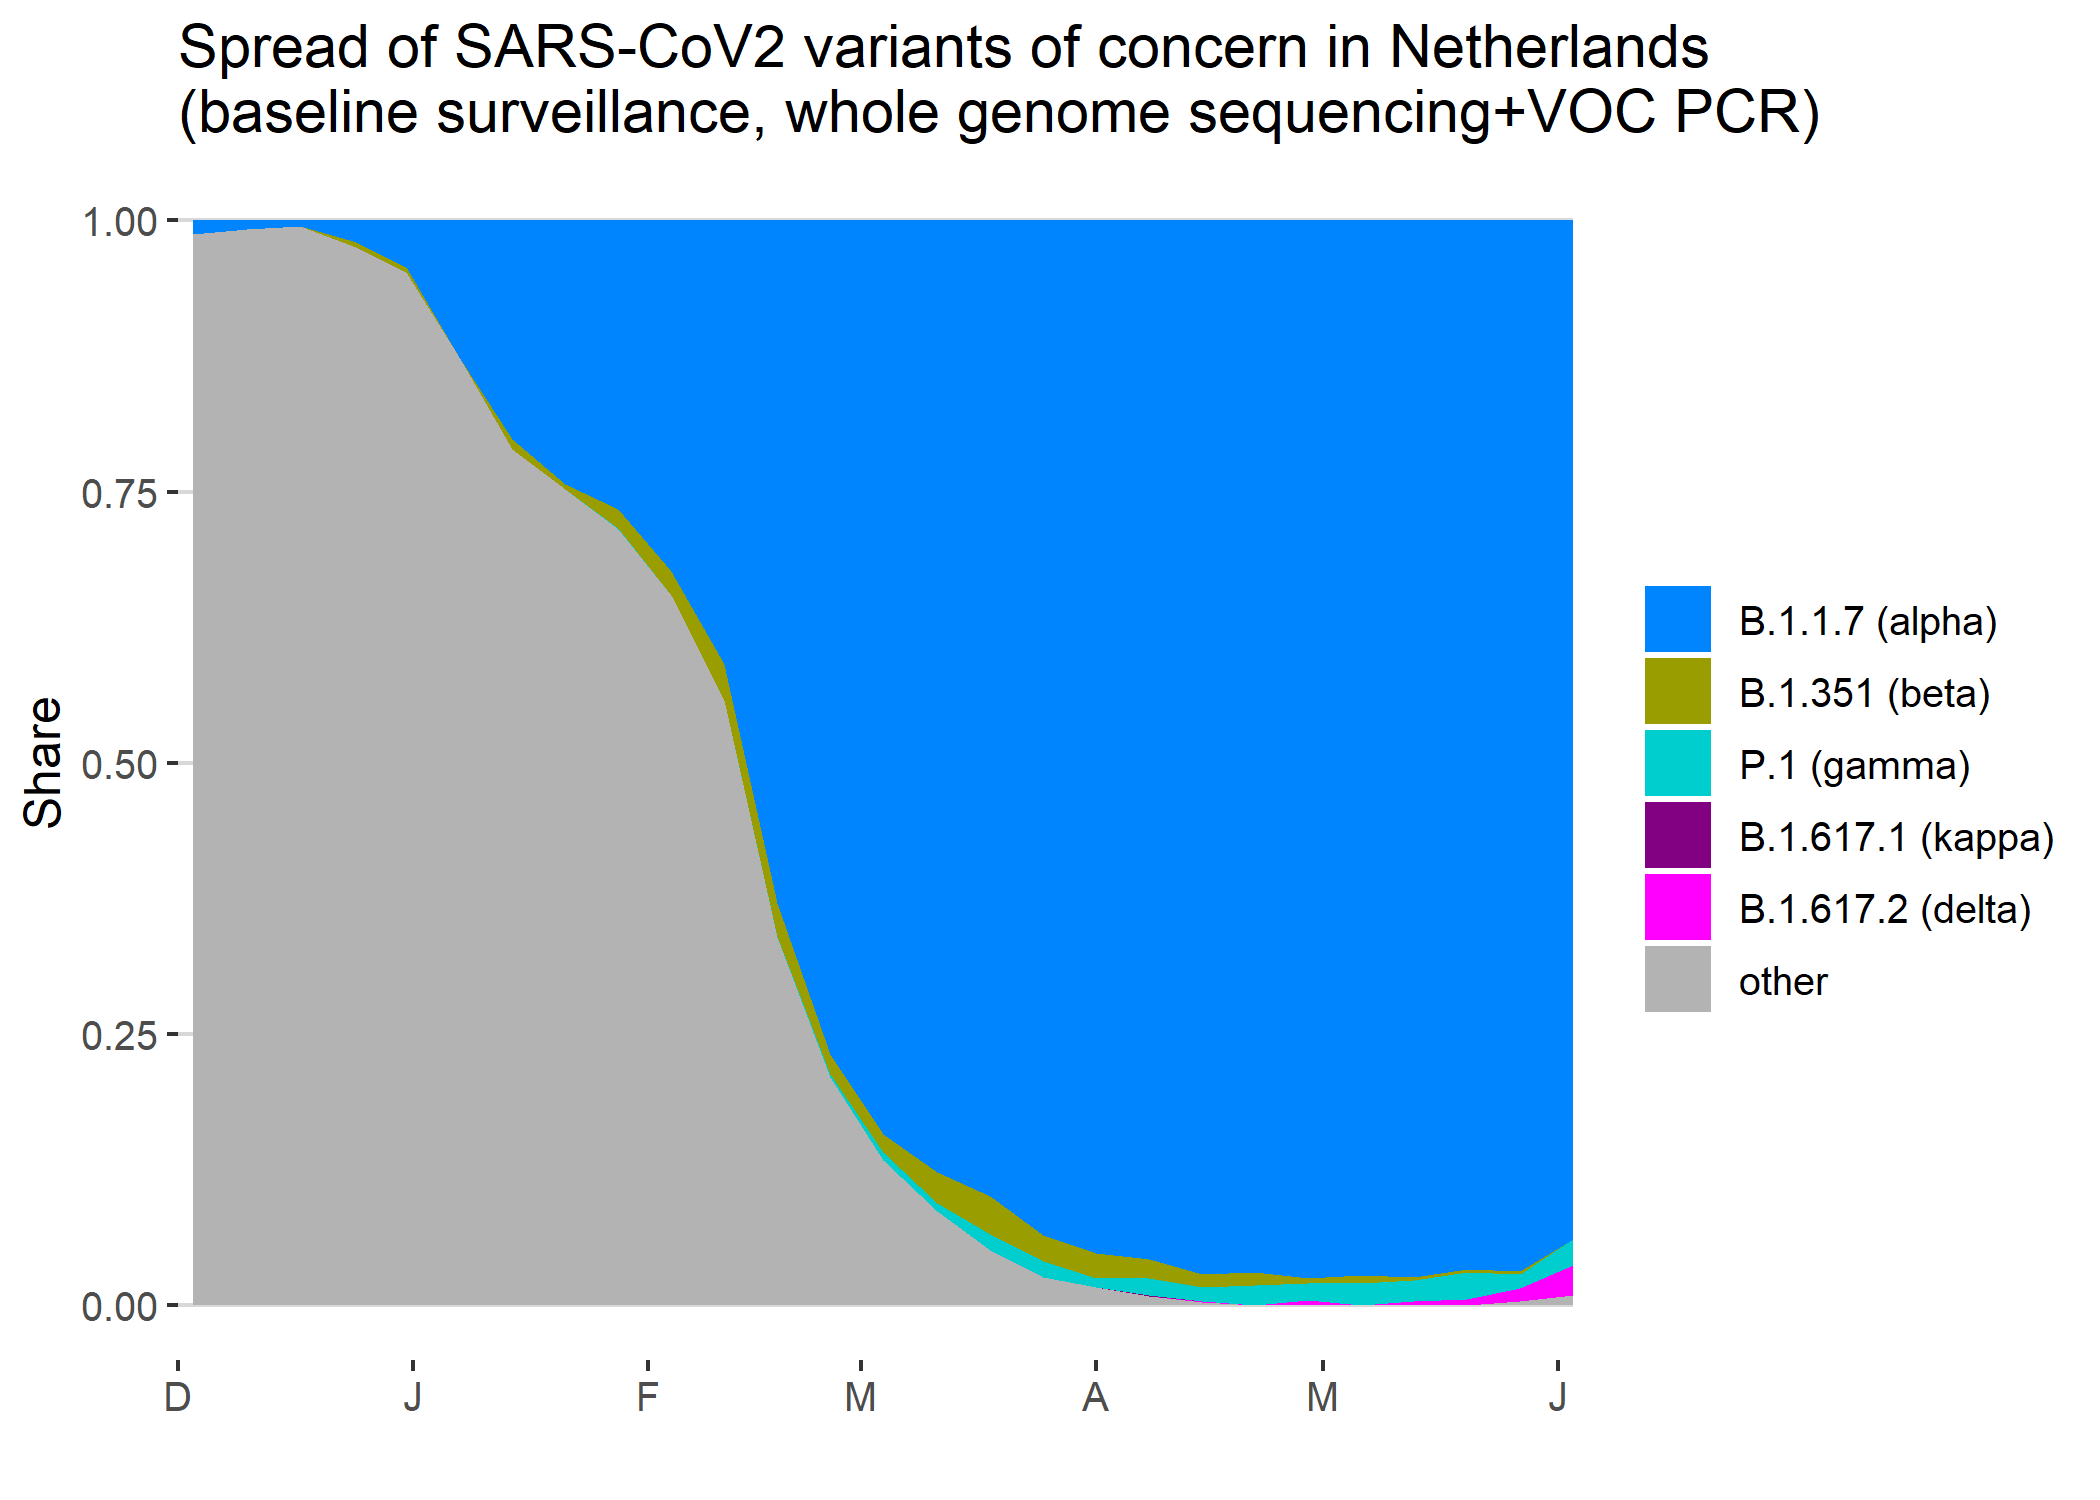 Spread of SARS-CoV2 variants of concern in Netherlands
(baseline surveillance, whole genome sequencing+VOC PCR)
1.00
0.75
0.50
0.25
0.00
Share
D J F M A M J
B.1.1.7 (alpha)
B.1.351 (beta)
P.1 (gamma)
B.1.617.1 (kappa)
B.1.617.2 (delta)
other